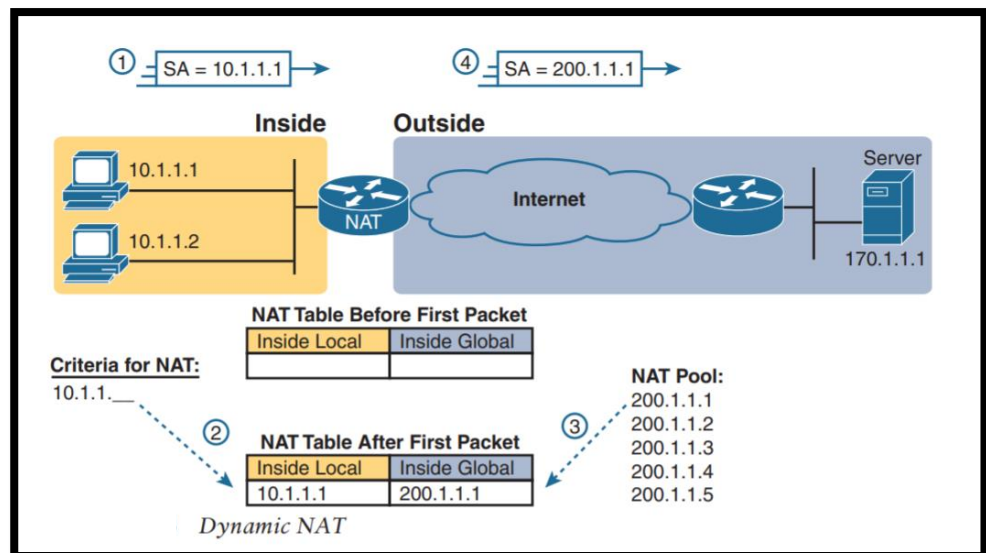 ① SA = 10.1.1.1
④ SA = 200.1.1.1
Inside
Outside
10.1.1.1
10.1.1.2
NAT
Internet
Server
170.1.1.1
NAT Table Before First Packet
Inside Local Inside Global
Criteria for NAT:
10.1.1.__
②
NAT Table After First Packet
Inside Local Inside Global
10.1.1.1 200.1.1.1
③
NAT Pool:
200.1.1.1
200.1.1.2
200.1.1.3
200.1.1.4
200.1.1.5
Dynamic NAT